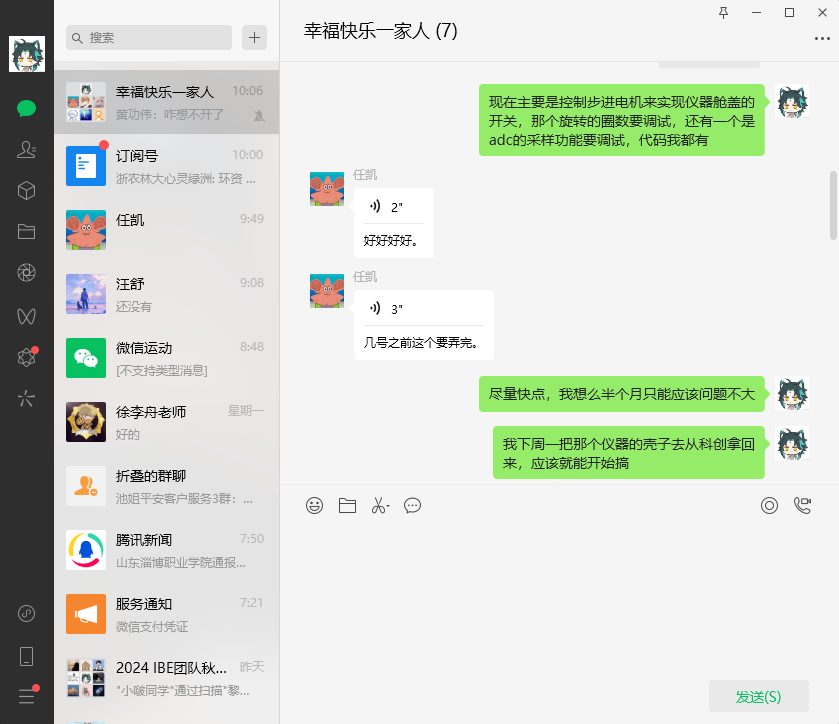 搜索
幸福快乐一家人 10:06
黄功伟：咋想不开了
订阅号 10:00
浙农林大心灵绿洲: 环资 ...
任凯 9:49
汪舒 9:08
还没有
微信运动 8:48
[不支持类型消息]
徐李舟老师 星期一
好的
折叠的群聊
池姐平安客户服务3群：...
腾讯新闻 7:50
山东淄博职业学院通报...
服务通知 7:21
微信支付凭证
2024 IBE团队秋... 昨天
"小啵同学"通过扫描"黎...
幸福快乐一家人 (7)
现在主要是控制步进电机来实现仪器舱盖的
开关，那个旋转的圈数要调试，还有一个是
adc的采样功能要调试，代码我都有
任凯
2"
好好好好。
任凯
3"
几号之前这个要弄完。
尽量快点，我想么半个月只能应该问题不大
我下周一把那个仪器的壳子去从科创拿回
来，应该就能开始搞
发送(S)